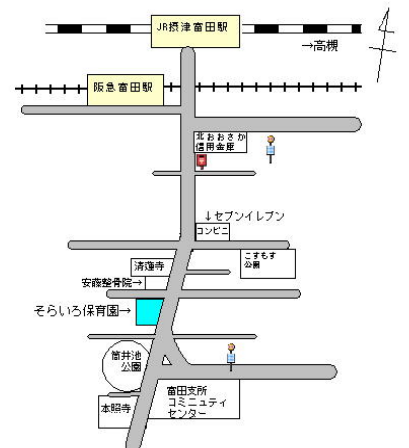 JR摂津富田駅
→高槻
阪急富田駅
北おおさか
信用金庫
↓セブンイレブン
コンビニ
清蓮寺
こすもす
公園
安藤整骨院→
そらいろ保育園→
筒井池
公園
本照寺
富田支所
コミニュティ
センター